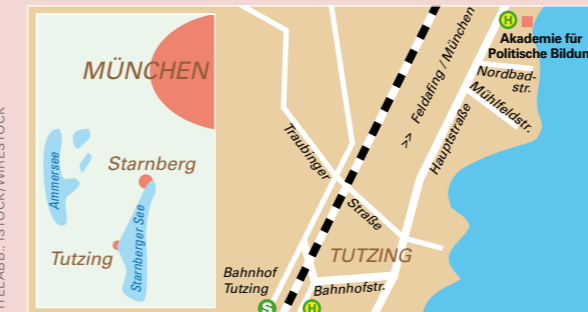 MÜNCHEN
Starnberg
Ammersee
Starnberger See
Tutzing
H
Akademie für
Politische Bildun
Nordbad-
str.
Mühlfeldstr.
>> Feldafing / München
Hauptstraße
Traubinger
Straße
TUTZING
Bahnhof
Tutzing
Bahnhofstr.
S
H